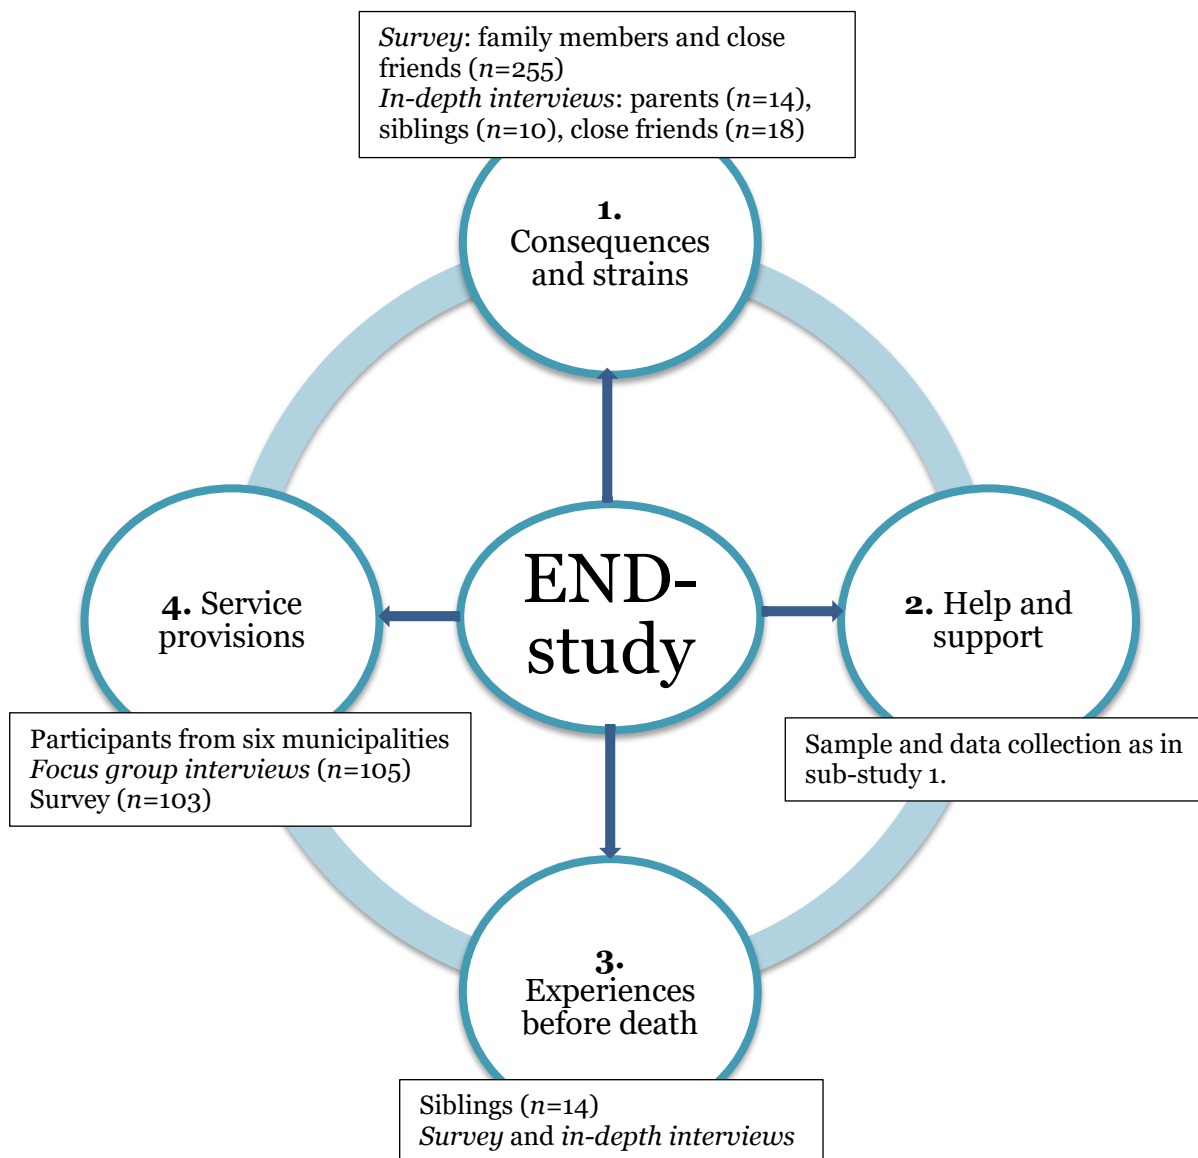 Survey: family members and close
friends (n=255)
In-depth interviews: parents (n=14),
siblings (n=10), close friends (n=18)
1.
Consequences
and strains
END-
study
4. Service
provisions
2. Help and
support
Participants from six municipalities
Focus group interviews (n=105)
Survey (n=103)
Sample and data collection as in
sub-study 1.
3.
Experiences
before death
Siblings (n=14)
Survey and in-depth interviews